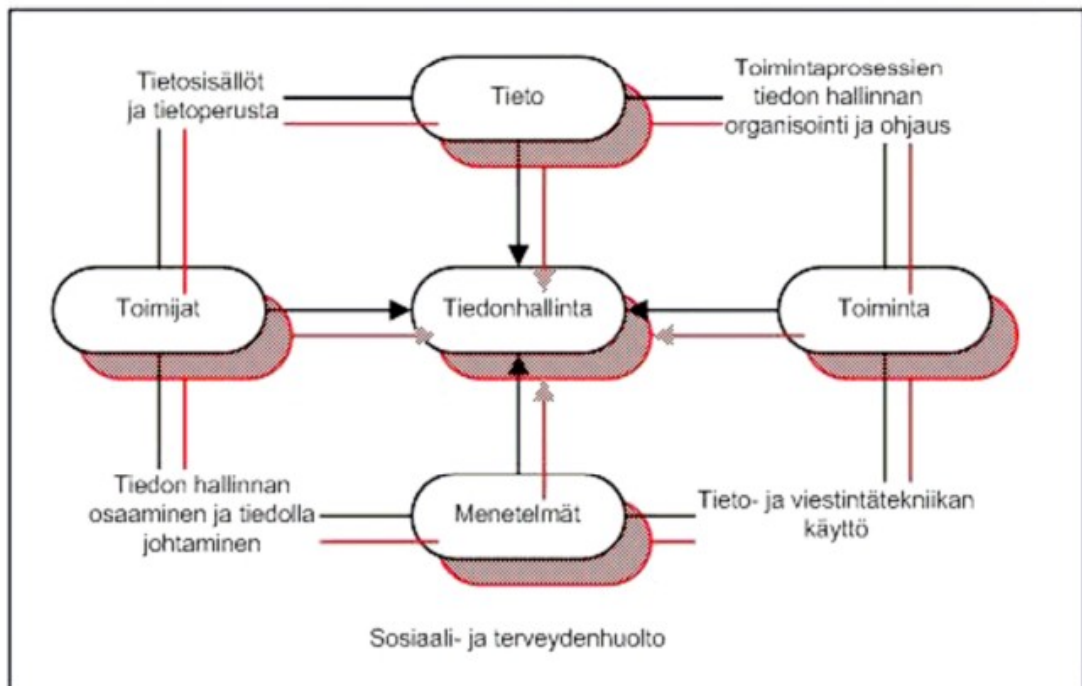 Tietosisällöt
ja tietoperusta
Tieto
Toimintaprosessien
tiedon hallinnan
organisointi ja ohjaus
Toimijat
Tiedonhallinta
Toiminta
Tiedon hallinnan
osaaminen ja tiedolla
johtaminen
Menetelmät
Tieto- ja viestintätekniikan
käyttö
Sosiaali- ja terveydenhuolto